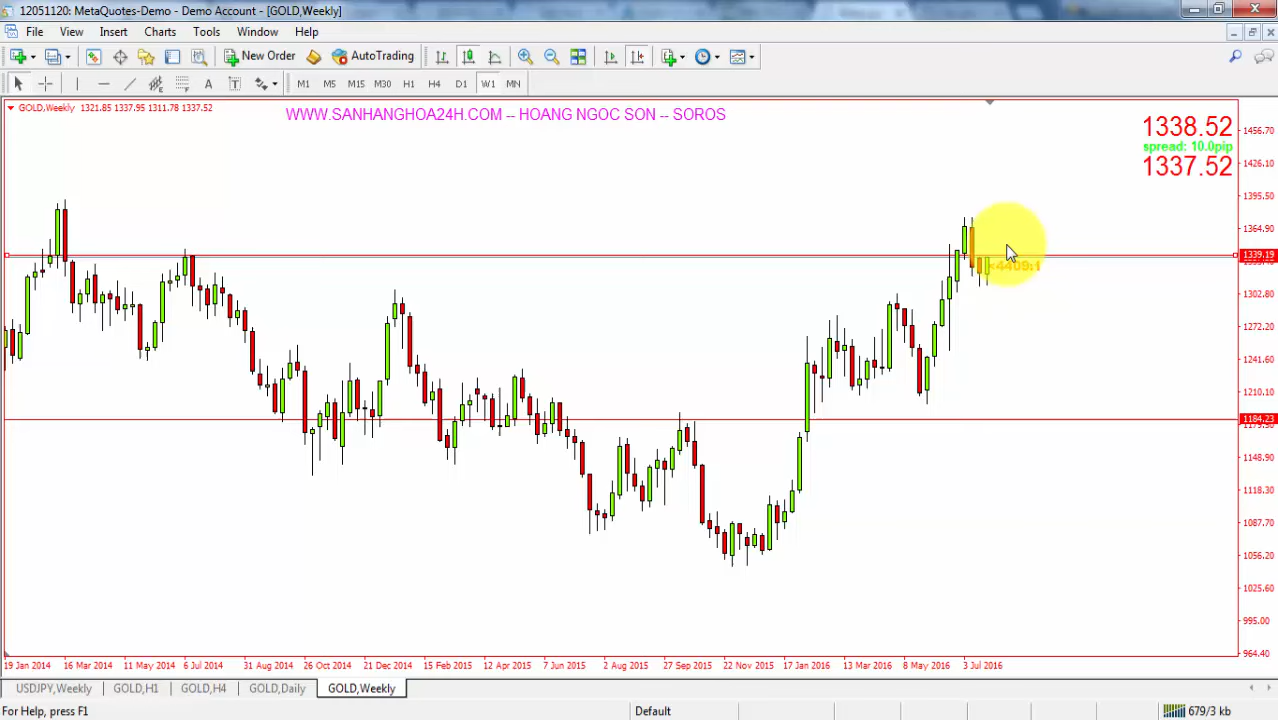 12051120: MetaQuotes-Demo - Demo Account - [GOLD,Weekly]
File View Insert Charts Tools Options Window Help
New Order AutoTrading
M1 M5 M15 M30 H1 H4 D1 W1 MN
GOLD,Weekly 1321.85 1337.95 1311.78 1337.52
WWW.SANHANGHOA24H.COM -- HOANG NGOC SON -- SOROS
1338.52
spread: 10.0pip
1337.52
1456.70
1426.10
1395.50
1364.90
1339.19
1302.80
1272.20
1241.60
1210.10
1184.23
1148.90
1118.30
1087.70
1056.20
1025.60
995.00
964.40
19 Jan 2014 16 Mar 2014 11 May 2014 6 Jul 2014 31 Aug 2014 26 Oct 2014 21 Dec 2014 15 Feb 2015 12 Apr 2015 7 Jun 2015 2 Aug 2015 27 Sep 2015 22 Nov 2015 17 Jan 2016 13 Mar 2016 8 May 2016 3 Jul 2016
USDJPY,Weekly GOLD,H1 GOLD,H4 GOLD,Daily GOLD,Weekly
For Help, press F1 Default 679/3 kb